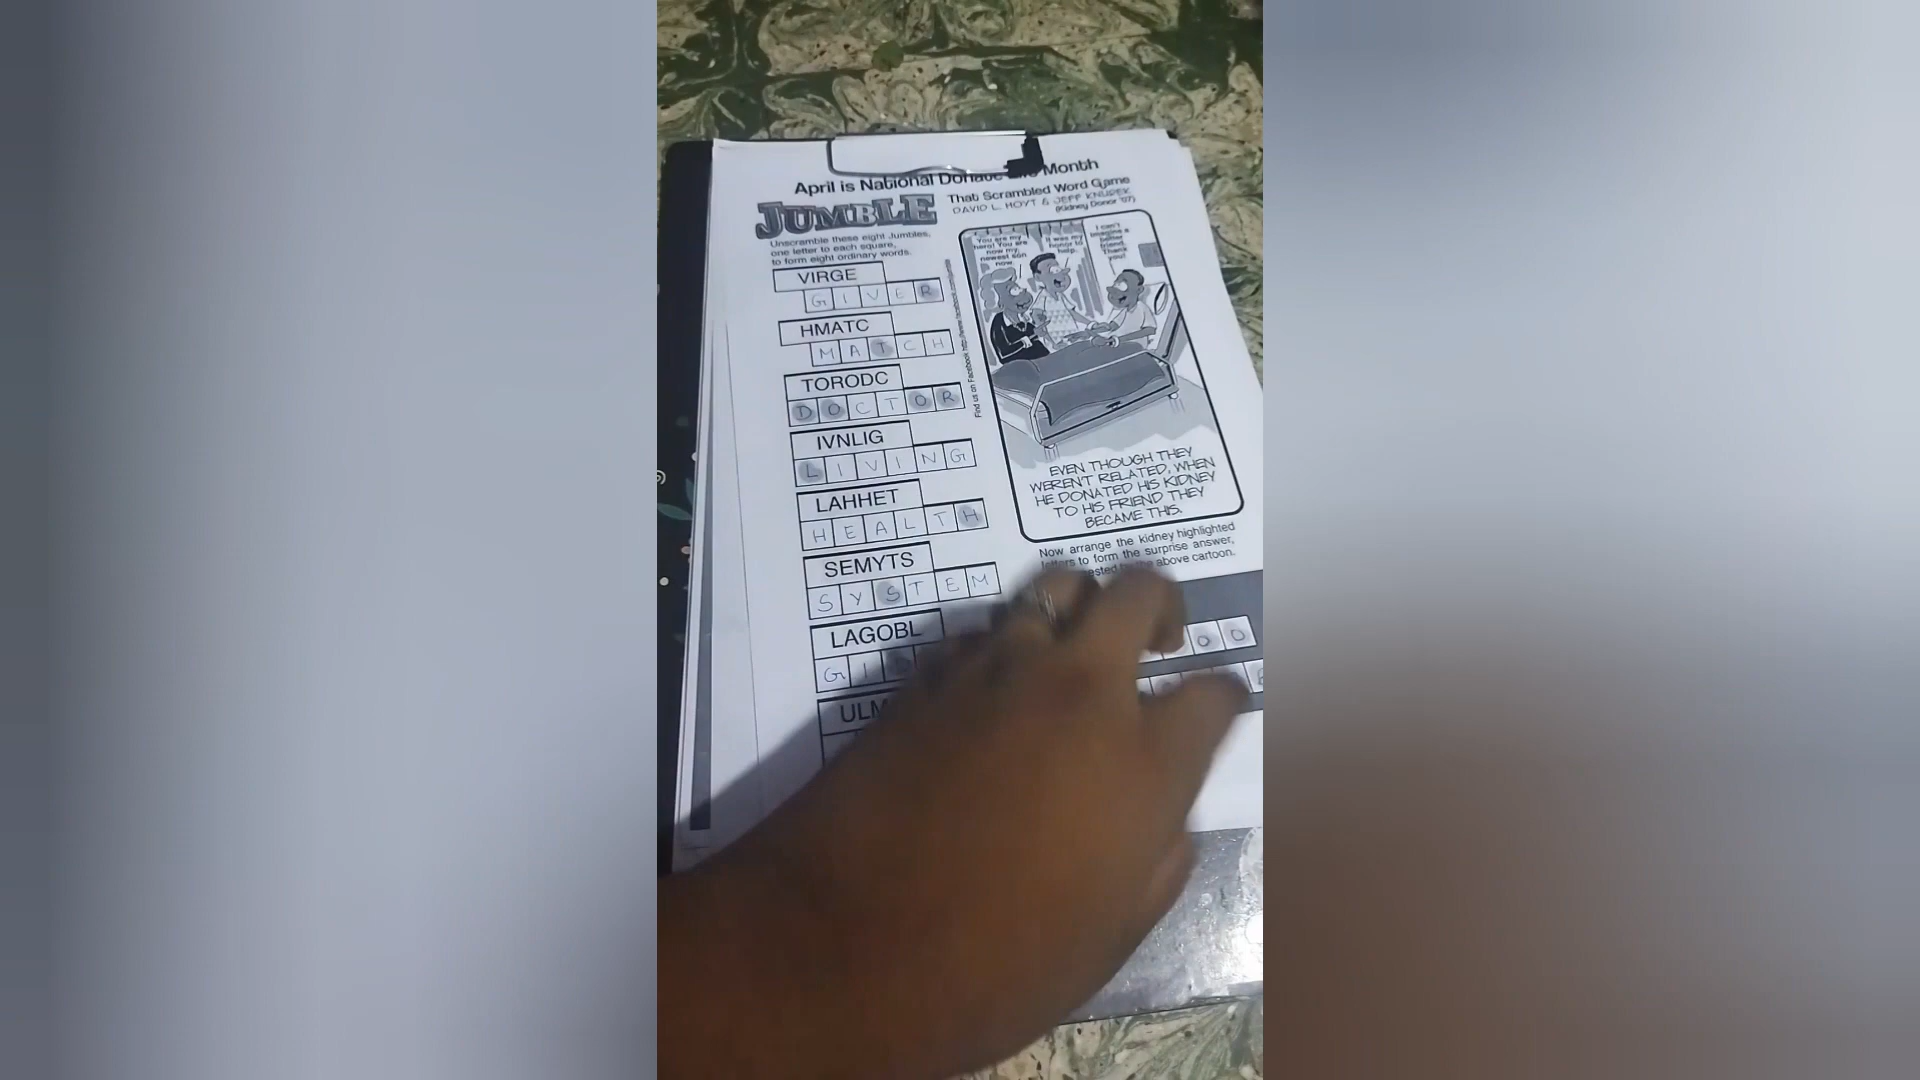 April is National Donate Month
JUMBLE
That Scrambled Word Game
DAVID L. HOYT & JEFF KNUREK
(Kidney Donor '07)
Unscramble these eight Jumbles,
one letter to each square,
to form eight ordinary words.
VIRGE
GIVER
HMATC
MATCH
TORODC
DOCTOR
IVNLIG
LIVING
LAHHET
HEALTH
SEMYTS
SYSTEM
LAGOBL
G
ULM
Find us on Facebook
You are my
hero! You are
now my
newest son
now.
It was my
honor to
help.
I can't
imagine a
better
friend.
Thank
you!
EVEN THOUGH THEY
WEREN'T RELATED, WHEN
HE DONATED HIS KIDNEY
TO HIS FRIEND THEY
BECAME THIS.
Now arrange the kidney highlighted
letters to form the surprise answer,
the above cartoon.
O O